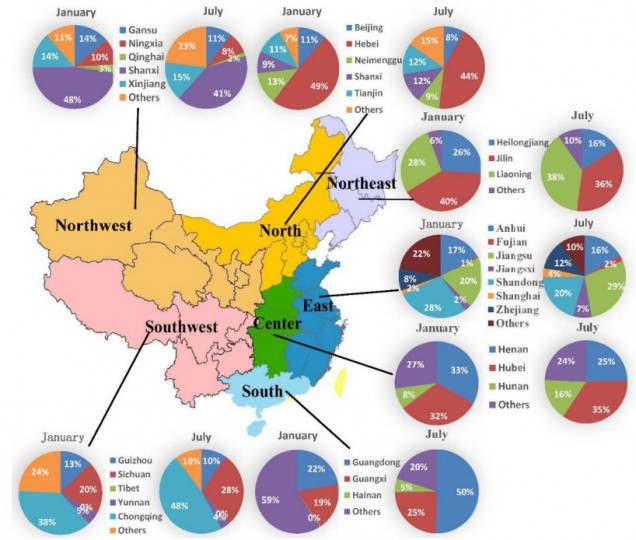 January
July
January
July
14%
10%
3%
48%
14%
11%
Gansu
Ningxia
Qinghai
Shanxi
Xinjiang
Others
11%
8%
2%
41%
15%
23%
11%
49%
13%
9%
11%
7%
Beijing
Hebei
Neimenggu
Shanxi
Tianjin
Others
8%
44%
9%
12%
12%
15%
January
July
26%
40%
28%
6%
Heilongjiang
Jilin
Liaoning
Others
16%
36%
38%
10%
Northwest
North
Northeast
East
Southwest
Center
South
January
July
17%
1%
20%
2%
28%
2%
8%
22%
Anhui
Fujian
Jiangsu
Jiangsxi
Shandong
Shanghai
Zhejiang
Others
16%
2%
29%
7%
20%
4%
12%
10%
January
July
33%
32%
8%
27%
Henan
Hubei
Hunan
Others
25%
35%
16%
24%
January
July
January
July
13%
20%
0%
5%
38%
24%
Guizhou
Sichuan
Tibet
Yunnan
Chongqing
Others
10%
28%
0%
4%
48%
10%
22%
19%
0%
59%
Guangdong
Guangxi
Hainan
Others
50%
25%
5%
20%